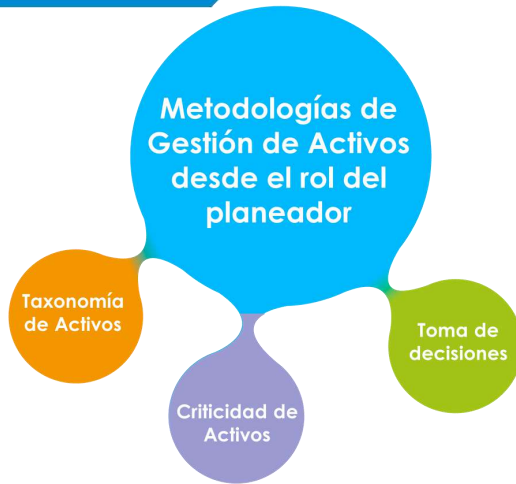 Metodologías de
Gestión de Activos
desde el rol del
planeador
Taxonomía
de Activos
Criticidad de
Activos
Toma de
decisiones